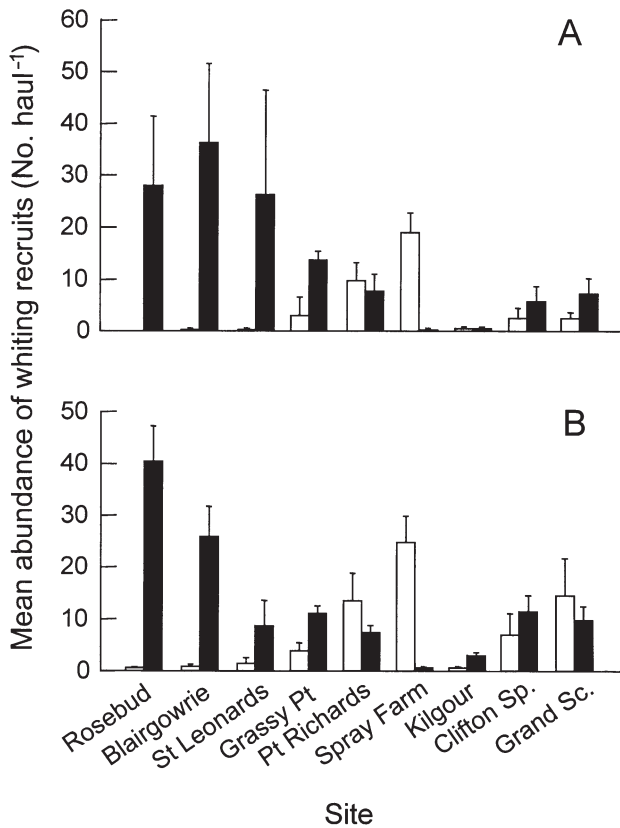 Mean abundance of whiting recruits (No. haul⁻¹)
A
60
50
40
30
20
10
0
B
50
40
30
20
10
0
Rosebud
Blairgowrie
St Leonards
Grassy Pt
Pt Richards
Spray Farm
Kilgour
Clifton Sp.
Grand Sc.
Site